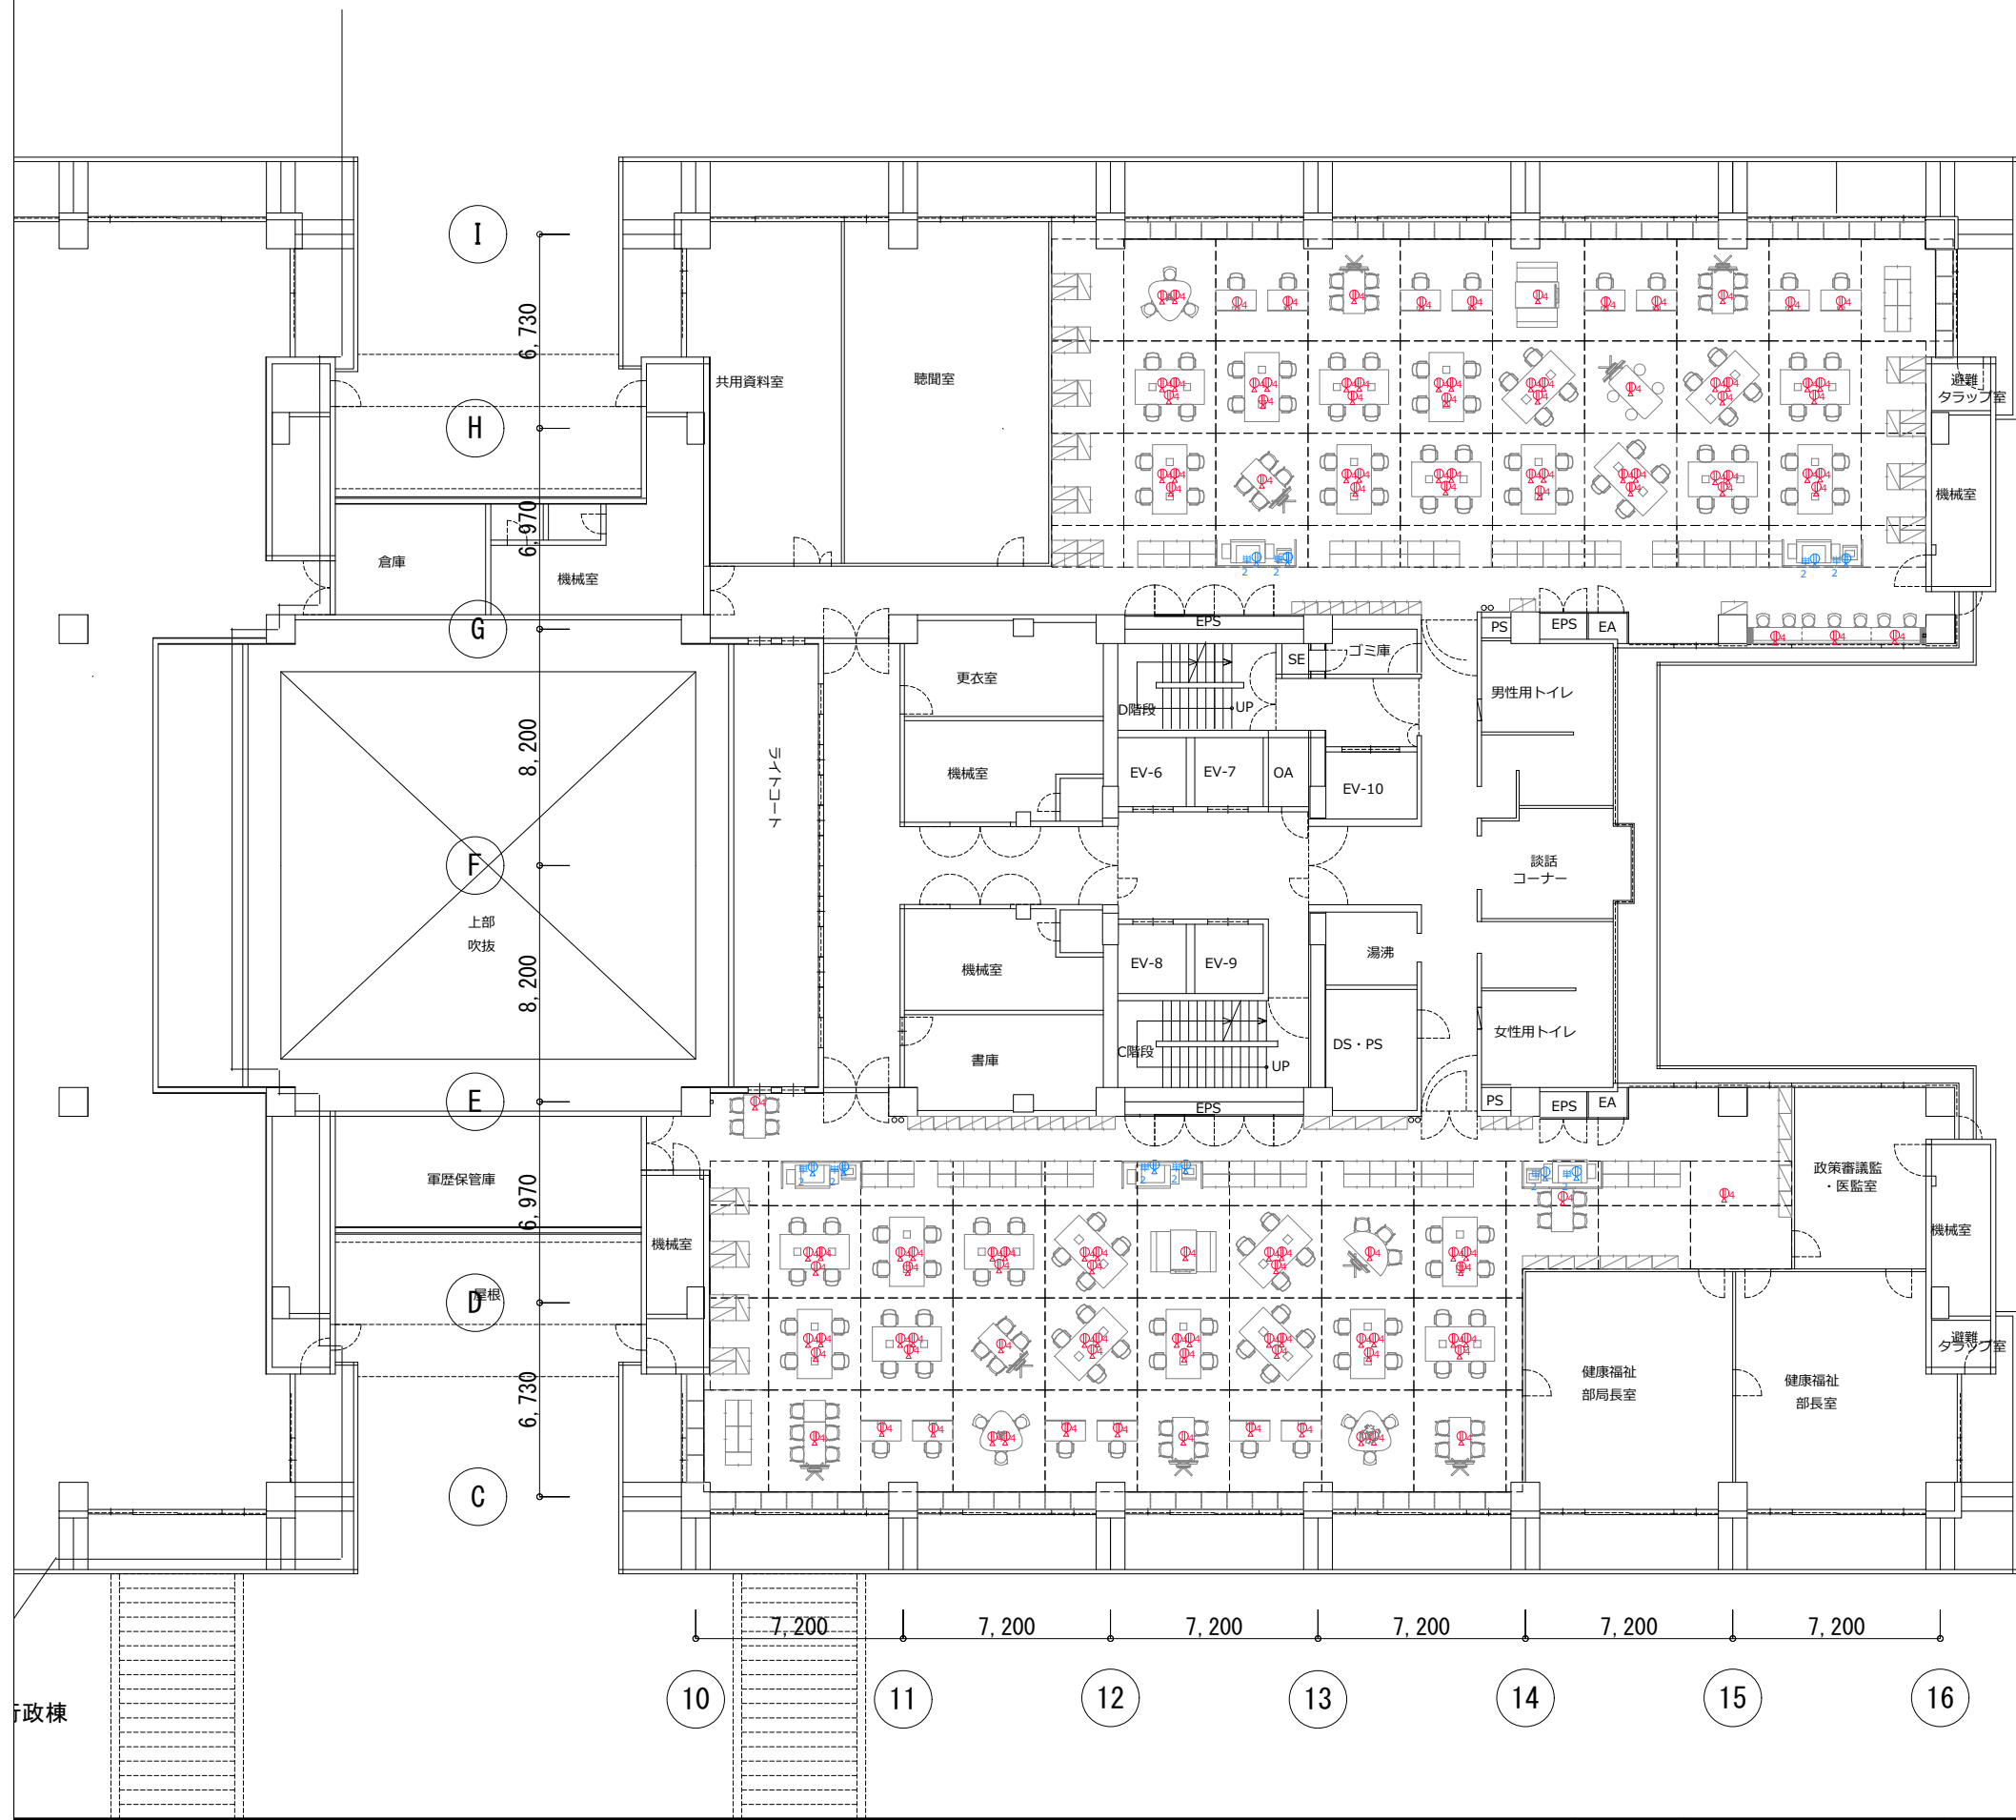 I
6,730
共用資料室
聴聞室
避難
タラップ室
H
6,970
機械室
倉庫
機械室
G
EPS
PS
EPS
EA
SE
ゴミ庫
更衣室
男性用トイレ
D階段
UP
8,200
ライトコート
機械室
EV-6
EV-7
OA
EV-10
F
談話
コーナー
上部
吹抜
8,200
機械室
EV-8
EV-9
湯沸
女性用トイレ
書庫
C階段
UP
DS・PS
E
EPS
PS
EPS
EA
軍歴保管庫
政策審議監
・医監室
6,970
機械室
機械室
D
屋根
避難
タラップ室
6,730
健康福祉
部局長室
健康福祉
部長室
C
7,200
7,200
7,200
7,200
7,200
7,200
10
11
12
13
14
15
16
政棟